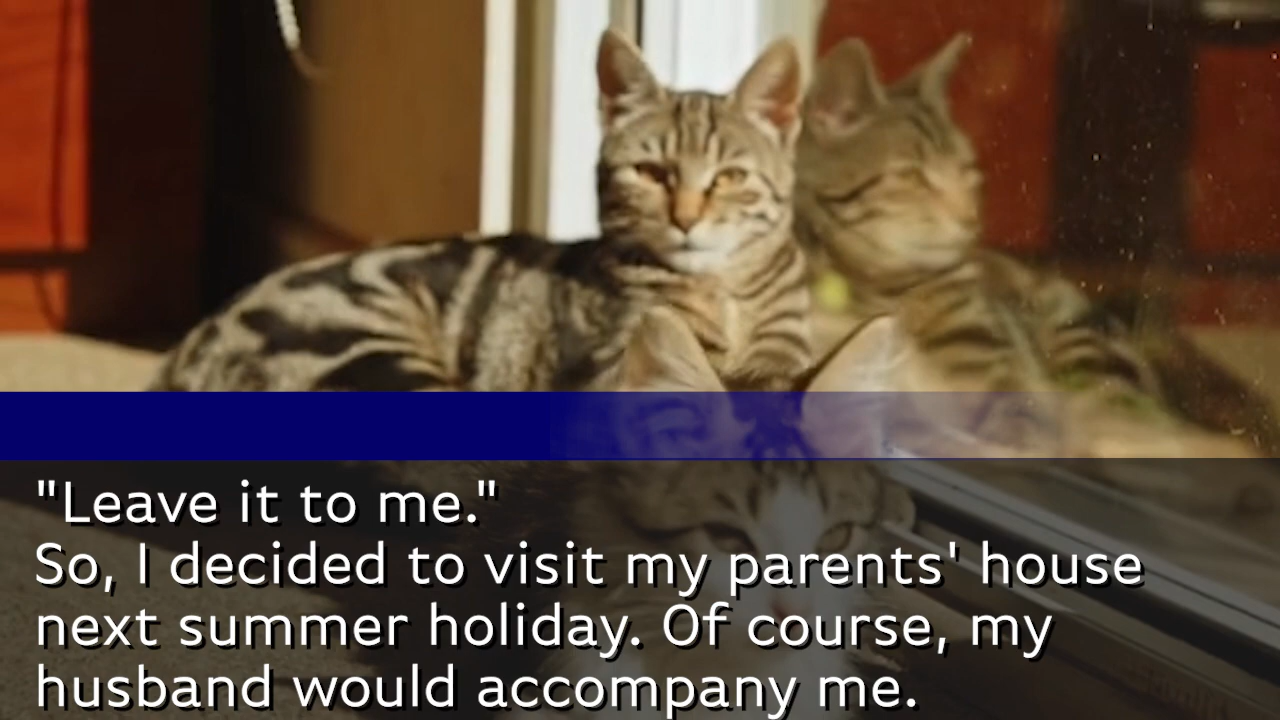 "Leave it to me."
So, I decided to visit my parents' house
next summer holiday. Of course, my
husband would accompany me.